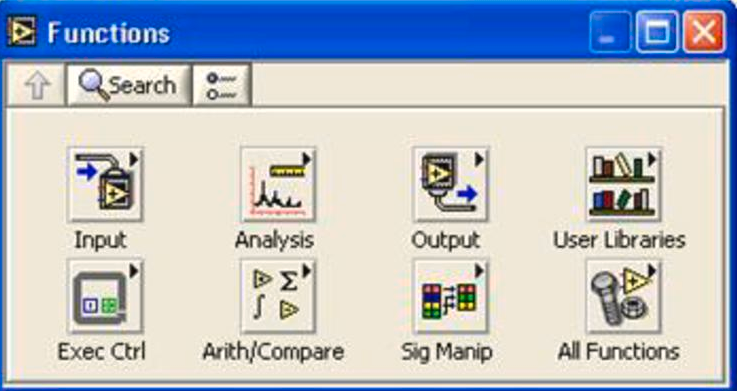 Functions
Search
Input Analysis Output User Libraries
Exec Ctrl Arith/Compare Sig Manip All Functions